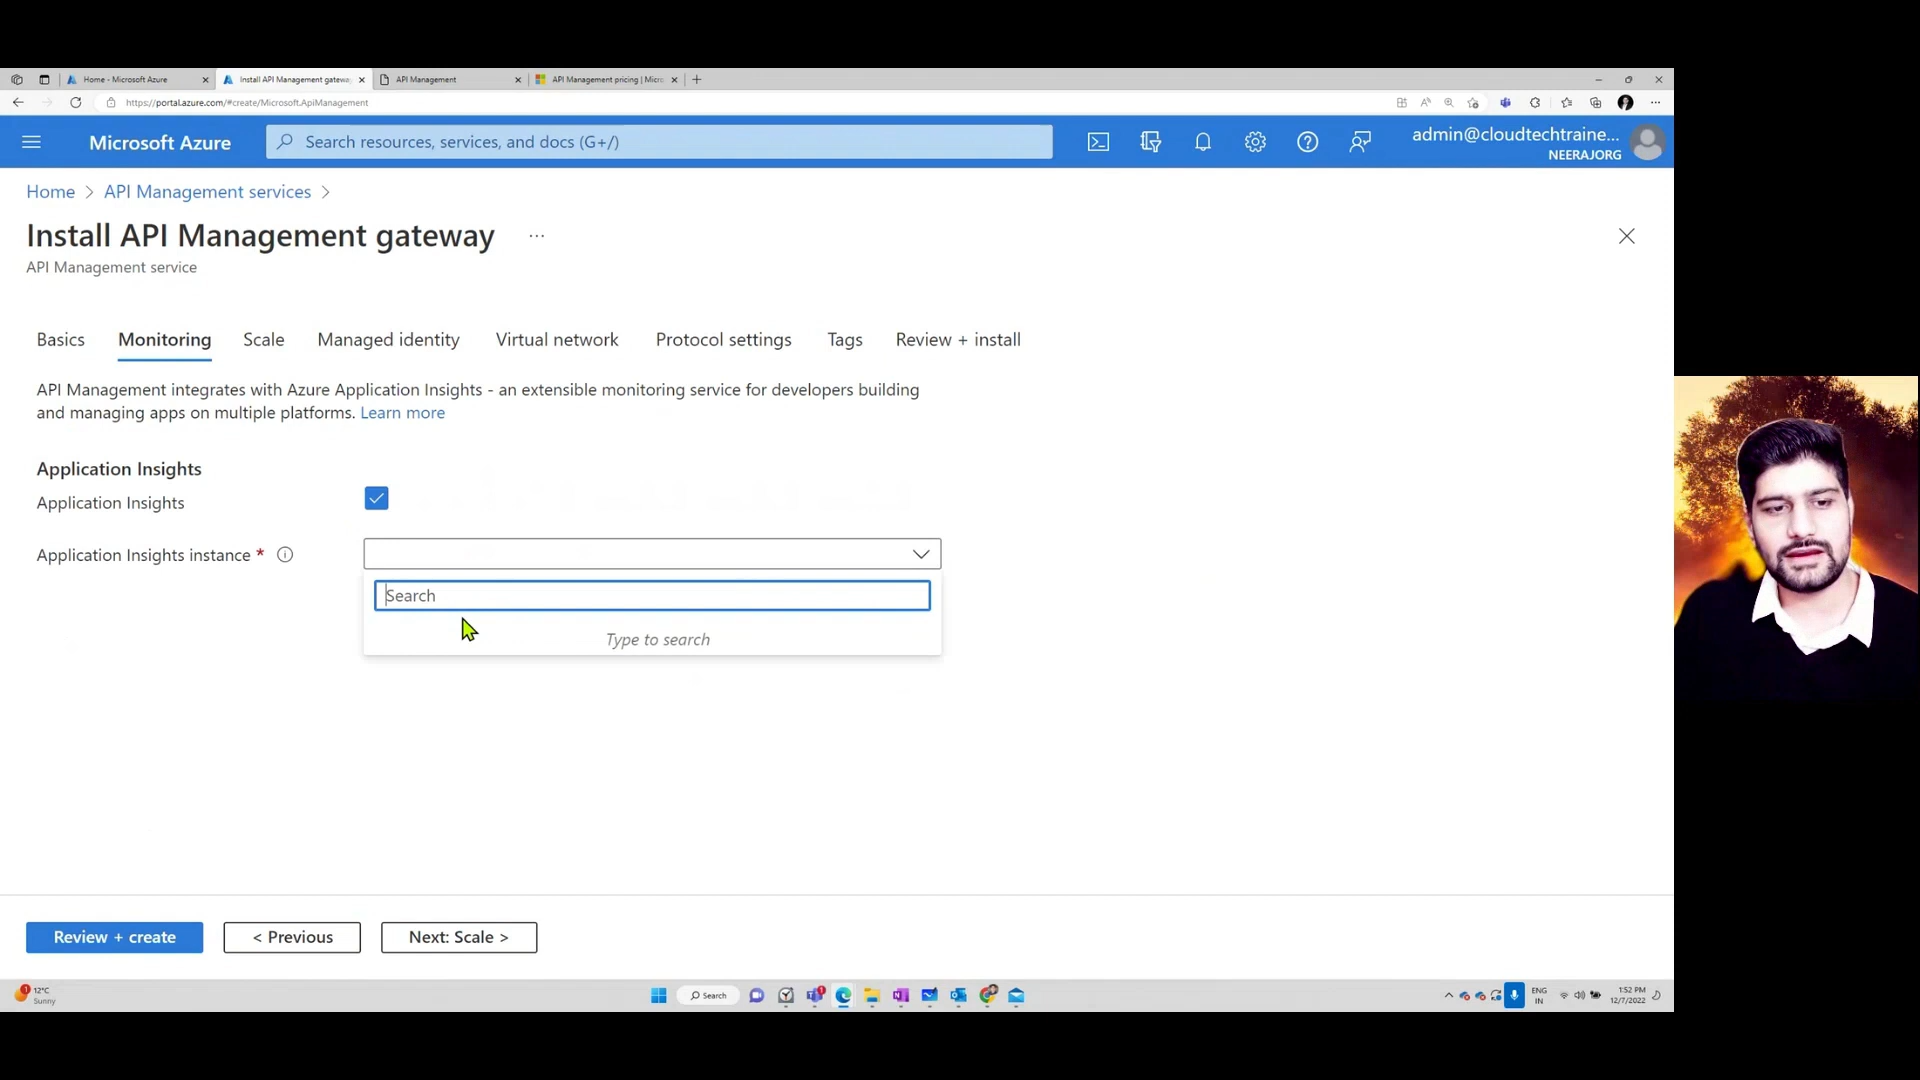 Home - Microsoft Azure
Install API Management gatewa
API Management
API Management pricing | Micro
https://portal.azure.com/#create/Microsoft.ApiManagement
Microsoft Azure
Search resources, services, and docs (G+/)
admin@cloudtechtraine...
NEERAJORG
Home > API Management services >
Install API Management gateway ...
API Management service
Basics Monitoring Scale Managed identity Virtual network Protocol settings Tags Review + install
API Management integrates with Azure Application Insights - an extensible monitoring service for developers building
and managing apps on multiple platforms. Learn more
Application Insights
Application Insights
Application Insights instance *
Search
Type to search
Review + create
< Previous
Next: Scale >
1
12°C
Sunny
Search
ENG
IN
1:52 PM
12/7/2022